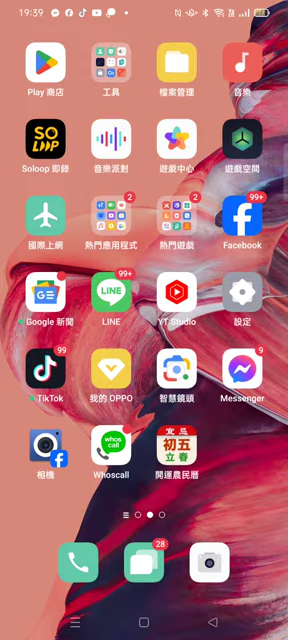 19:39
Play 商店
工具
檔案管理
音樂
SO
LOOP
Soloop 即錄
音樂派對
遊戲中心
遊戲空間
2
2
99+
國際上網
熱門應用程式
熱門遊戲
Facebook
99+
GE
LINE
Google 新聞
LINE
YT Studio
設定
99
9
TikTok
我的 OPPO
智慧鏡頭
Messenger
whos
call
宜 忌
初五
立春
相機
Whoscall
開運農民曆
28